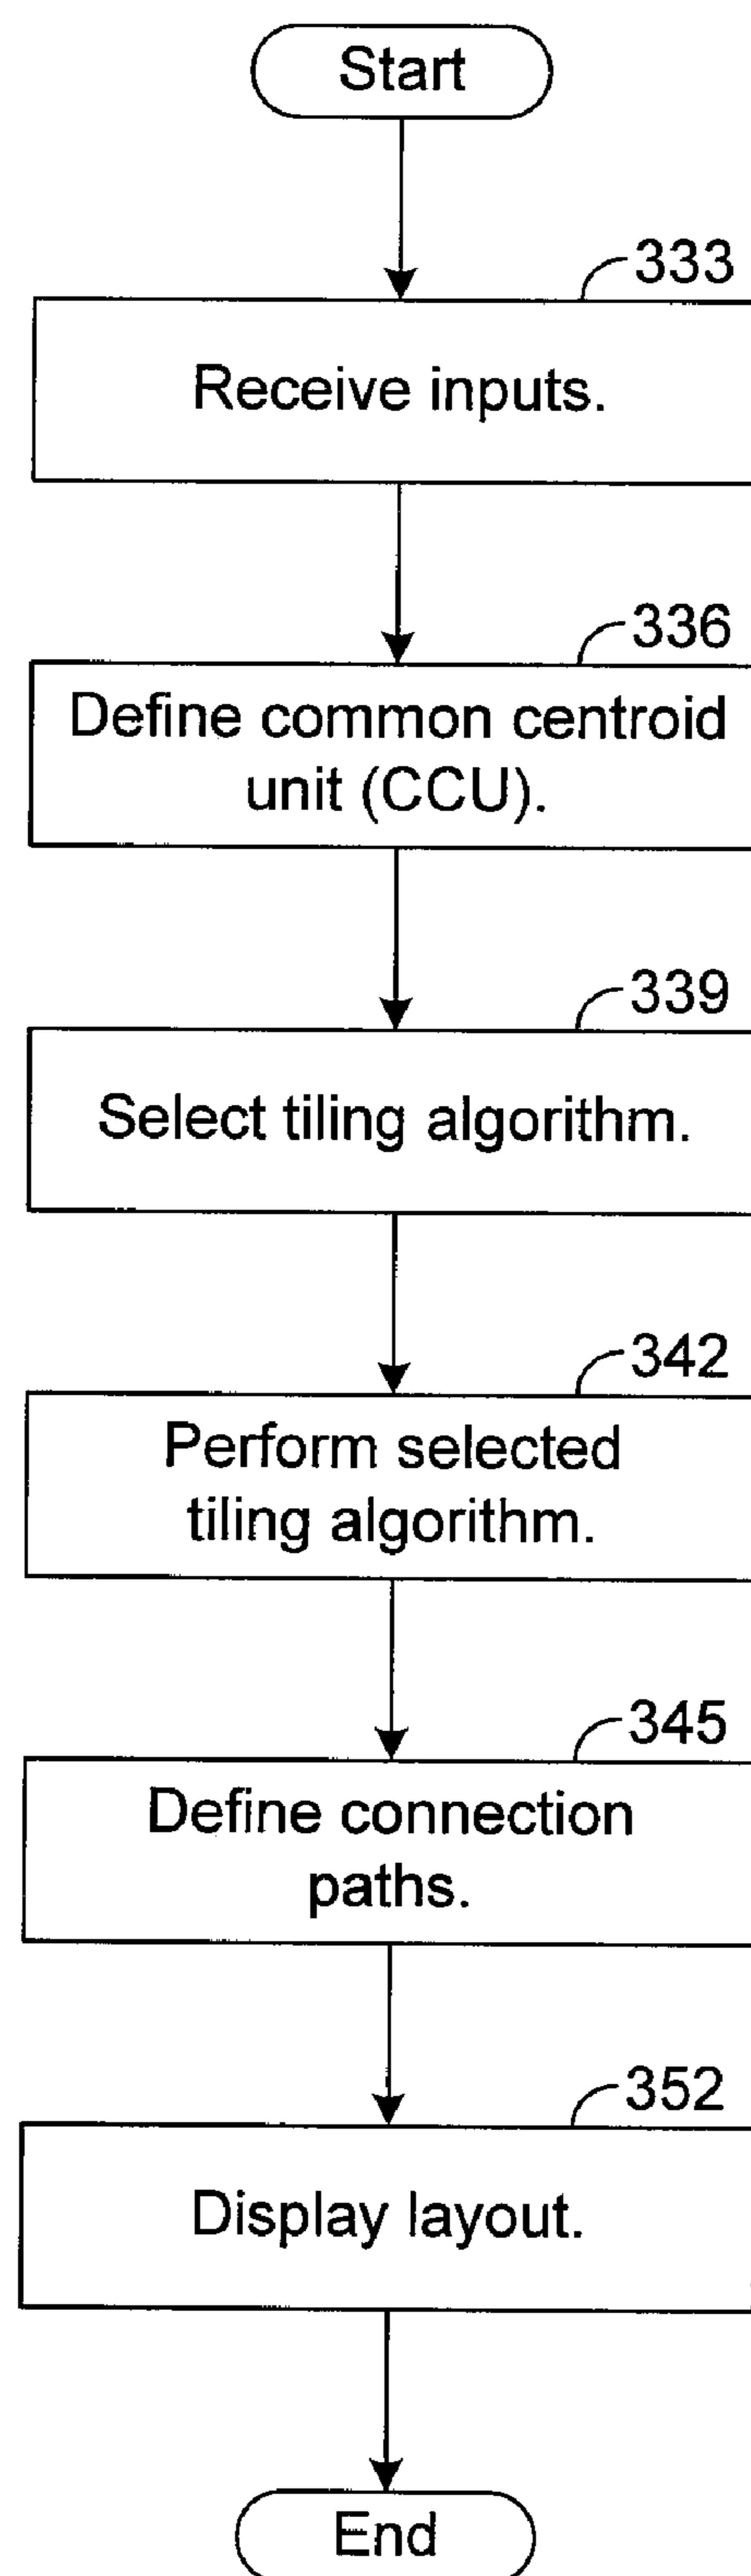 Start
333
Receive inputs.
336
Define common centroid
unit (CCU).
339
Select tiling algorithm.
342
Perform selected
tiling algorithm.
345
Define connection
paths.
352
Display layout.
End